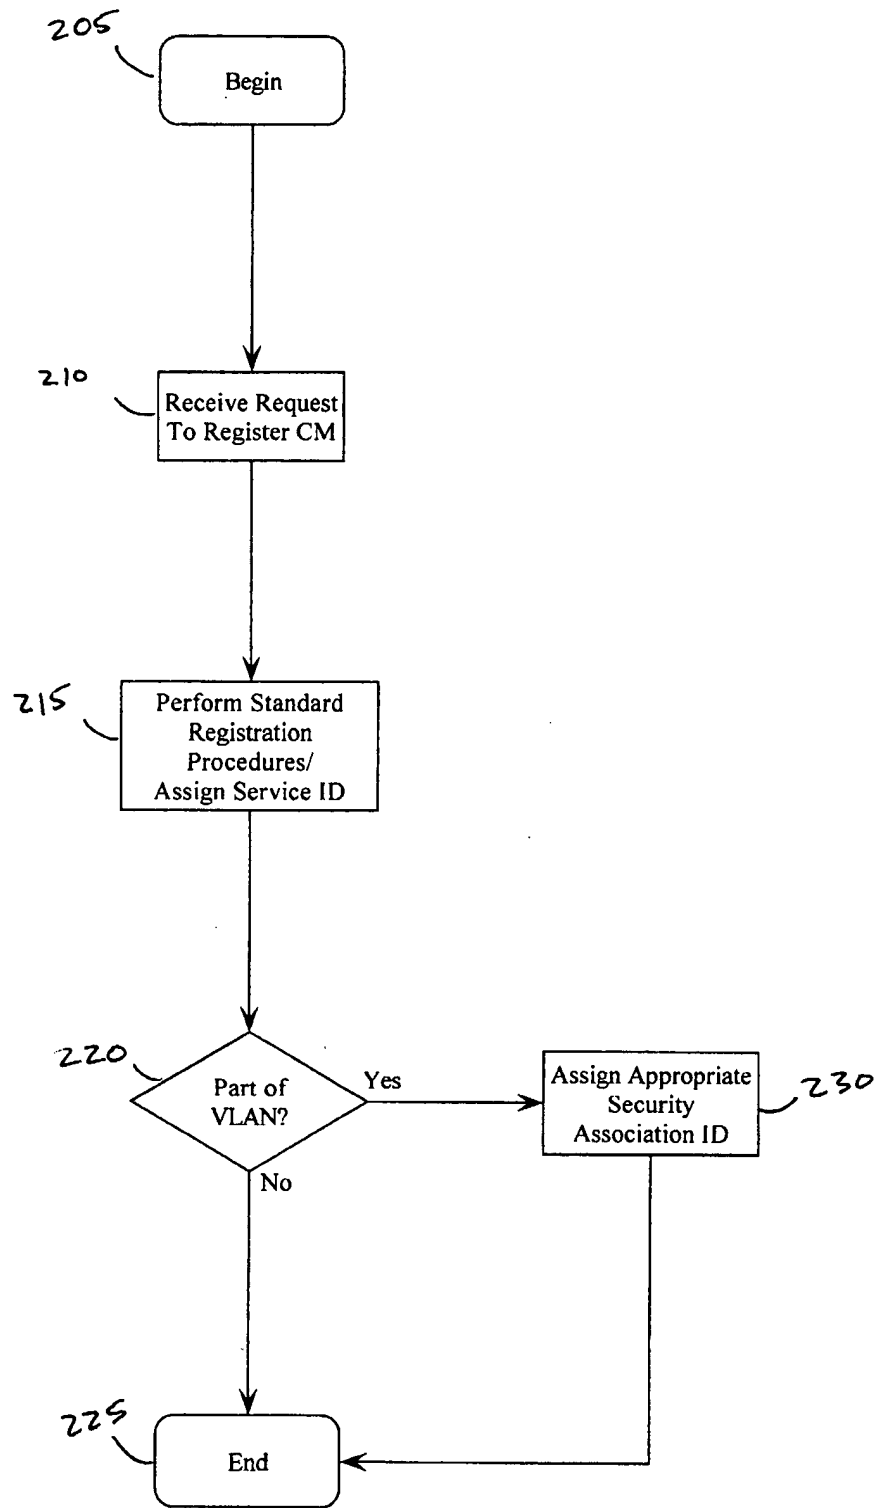 205
Begin
210
Receive Request
To Register CM
215
Perform Standard
Registration
Procedures/
Assign Service ID
220
Part of
VLAN?
Yes
No
Assign Appropriate
Security
Association ID
230
225
End